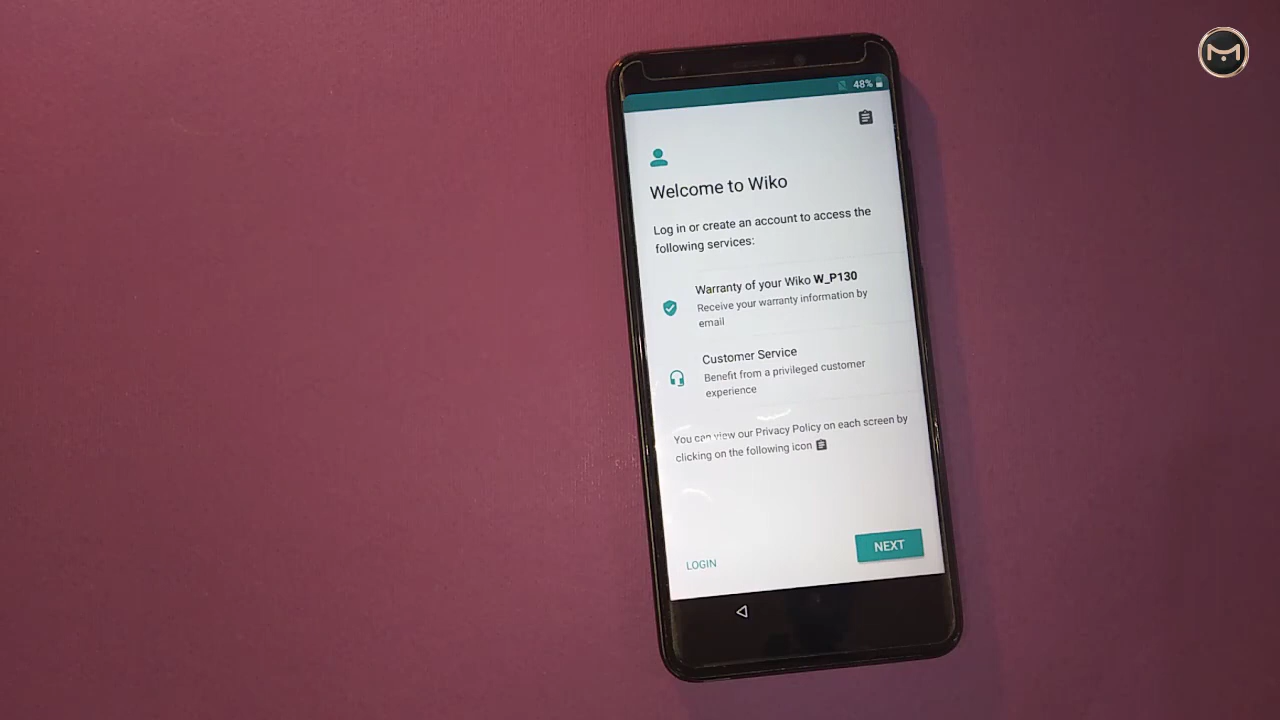 48%
Welcome to Wiko
Log in or create an account to access the
following services:
Warranty of your Wiko W_P130
Receive your warranty information by
email
Customer Service
Benefit from a privileged customer
experience
You can view our Privacy Policy on each screen by
clicking on the following icon
LOGIN
NEXT